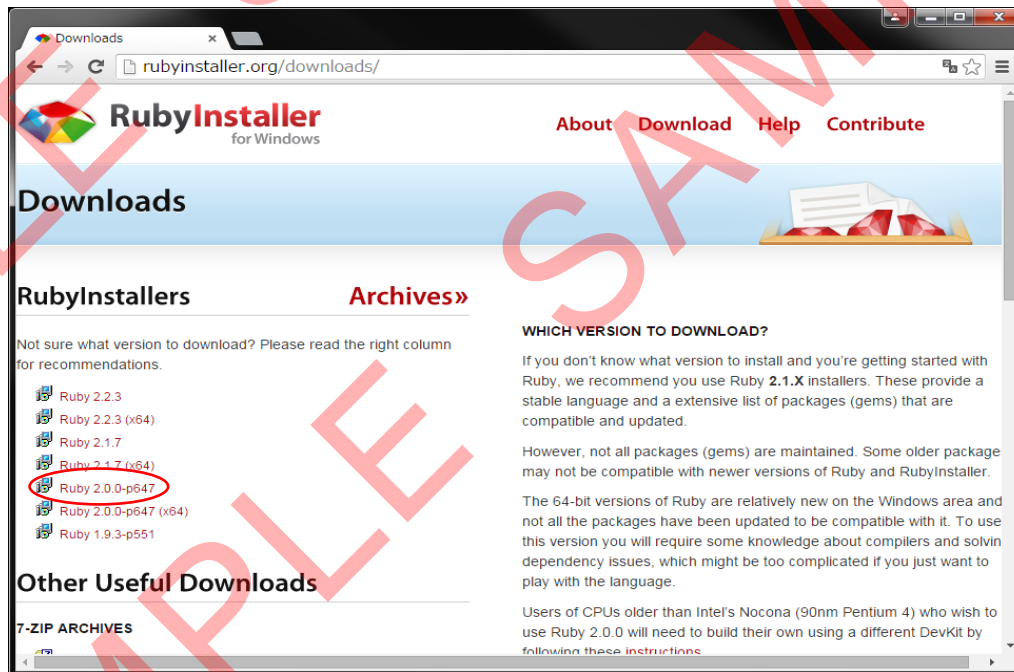 Downloads
rubyinstaller.org/downloads/
RubyInstaller
for Windows
About Download Help Contribute
Downloads
RubyInstallers
Archives»
Not sure what version to download? Please read the right column
for recommendations.
Ruby 2.2.3
Ruby 2.2.3 (x64)
Ruby 2.1.7
Ruby 2.1.7 (x64)
Ruby 2.0.0-p647
Ruby 2.0.0-p647 (x64)
Ruby 1.9.3-p551
Other Useful Downloads
7-ZIP ARCHIVES
WHICH VERSION TO DOWNLOAD?
If you don't know what version to install and you're getting started with
Ruby, we recommend you use Ruby 2.1.X installers. These provide a
stable language and a extensive list of packages (gems) that are
compatible and updated.
However, not all packages (gems) are maintained. Some older package
may not be compatible with newer versions of Ruby and RubyInstaller.
The 64-bit versions of Ruby are relatively new on the Windows area and
not all the packages have been updated to be compatible with it. To use
this version you will require some knowledge about compilers and solvin
dependency issues, which might be too complicated if you just want to
play with the language.
Users of CPUs older than Intel's Nocona (90nm Pentium 4) who wish to
use Ruby 2.0.0 will need to build their own using a different DevKit by
following these instructions.
SAM
PLE
MPLE